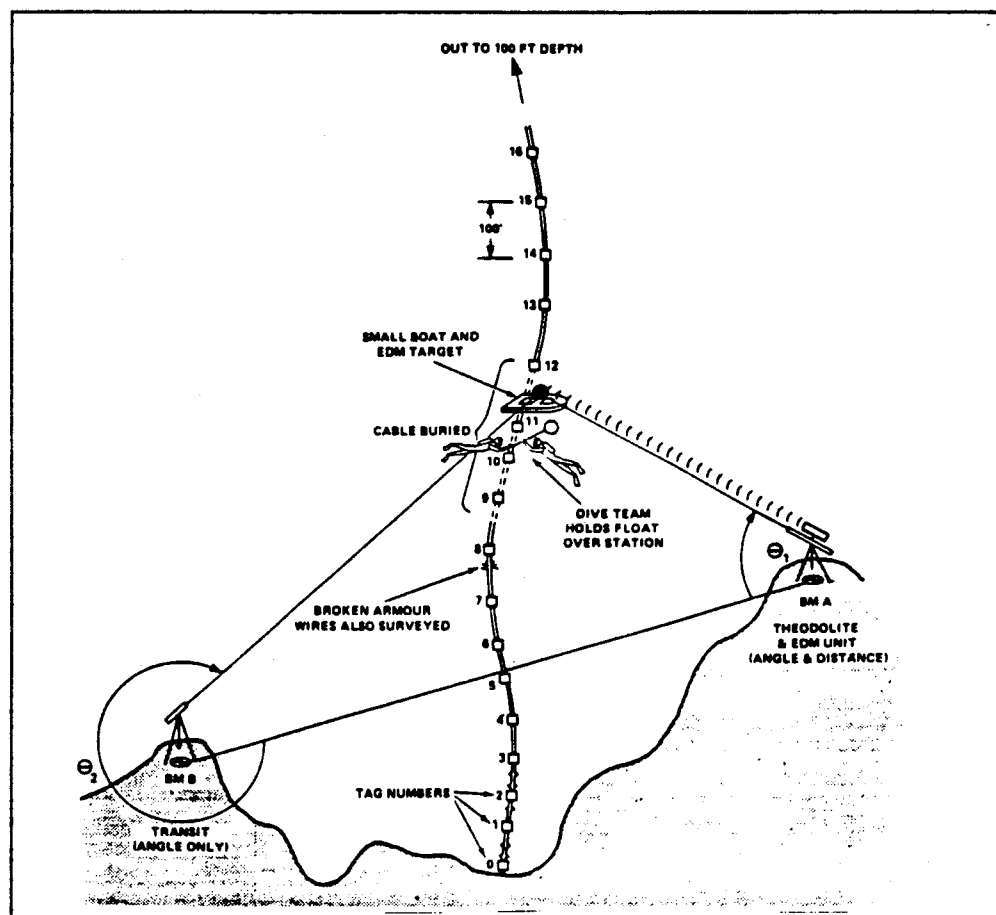 OUT TO 100 FT DEPTH
16
15
100'
14
13
SMALL BOAT AND
EDM TARGET
12
11
CABLE BURIED
10
9
DIVE TEAM
HOLDS FLOAT
OVER STATION
8
Θ1
BROKEN ARMOUR
WIRES ALSO SURVEYED
7
BM A
THEODOLITE
& EDM UNIT
(ANGLE & DISTANCE)
6
5
4
3
Θ2
BM B
TAG NUMBERS
2
1
TRANSIT
(ANGLE ONLY)
0